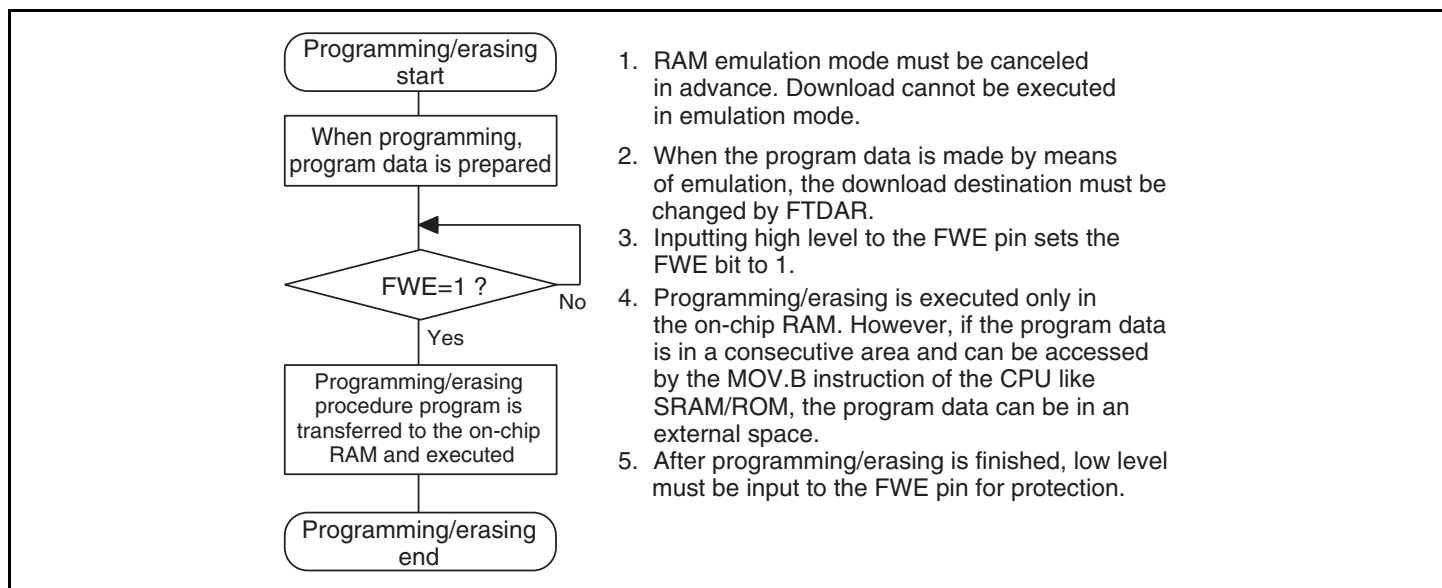 Programming/erasing
start
When programming,
program data is prepared
FWE=1 ?
No
Yes
Programming/erasing
procedure program is
transferred to the on-chip
RAM and executed
Programming/erasing
end
1. RAM emulation mode must be canceled
in advance. Download cannot be executed
in emulation mode.
2. When the program data is made by means
of emulation, the download destination must be
changed by FTDAR.
3. Inputting high level to the FWE pin sets the
FWE bit to 1.
4. Programming/erasing is executed only in
the on-chip RAM. However, if the program data
is in a consecutive area and can be accessed
by the MOV.B instruction of the CPU like
SRAM/ROM, the program data can be in an
external space.
5. After programming/erasing is finished, low level
must be input to the FWE pin for protection.